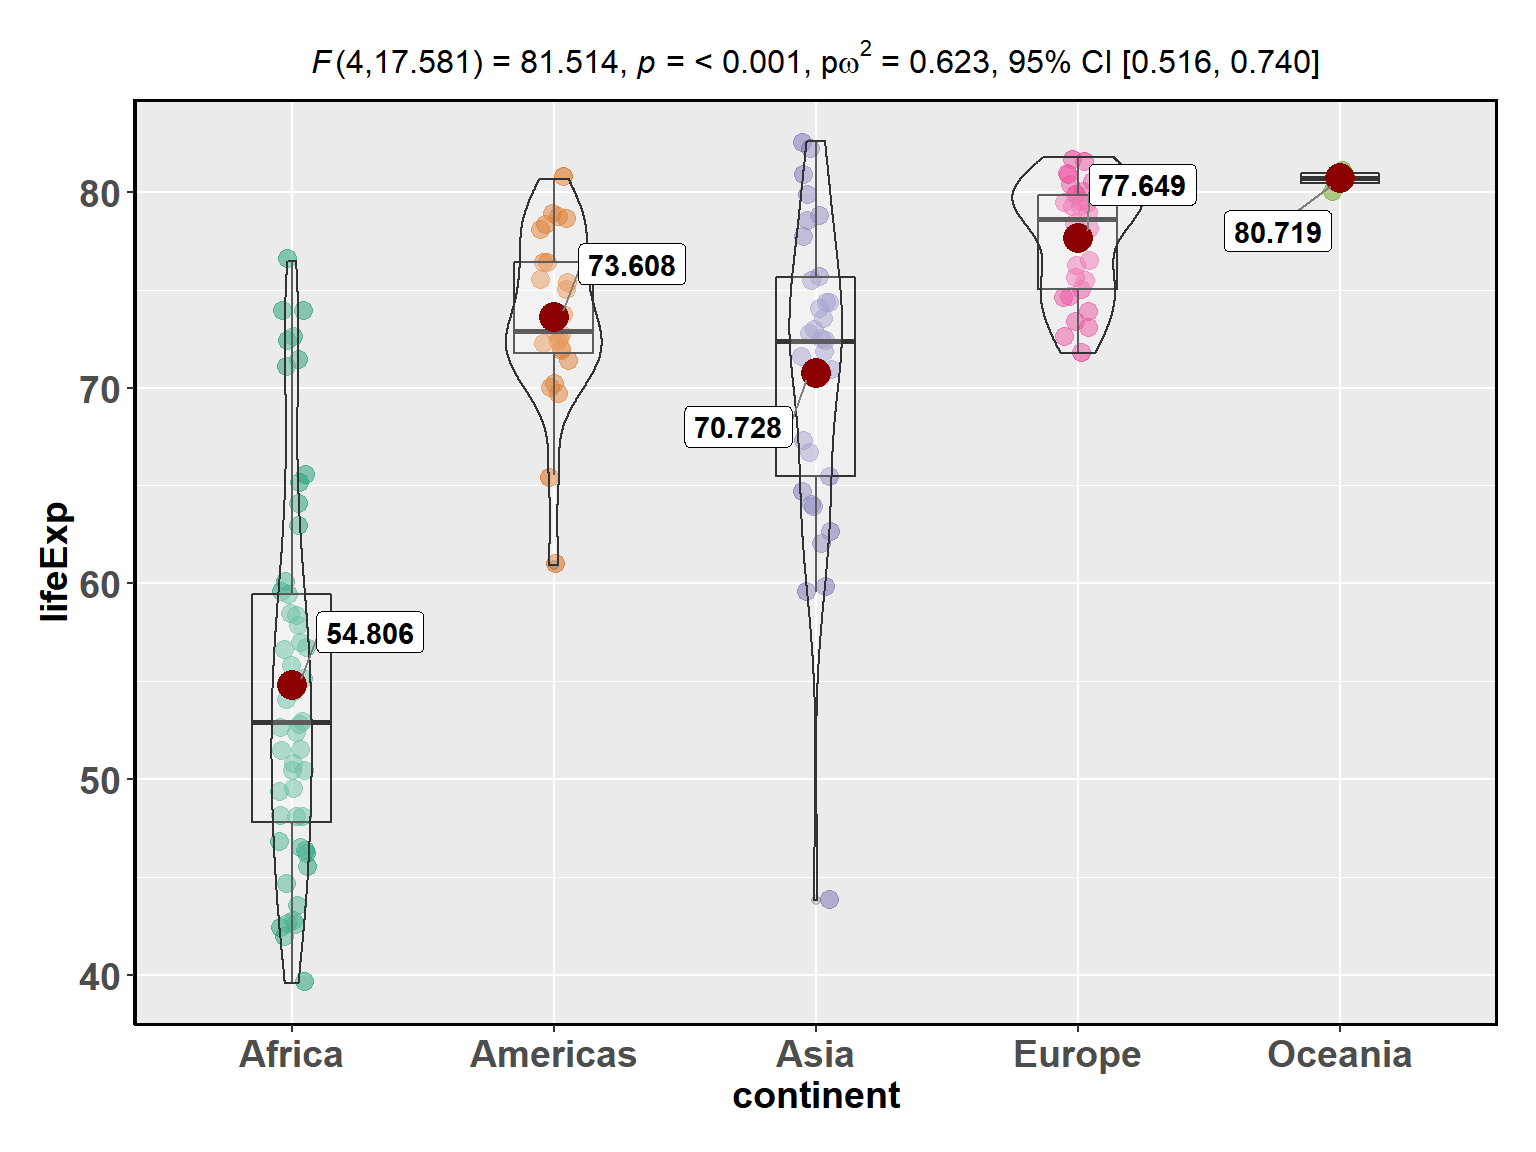 F(4,17.581) = 81.514, p = < 0.001, pω² = 0.623, 95% CI [0.516, 0.740]
80
70
60
50
40
lifeExp
77.649
80.719
73.608
70.728
54.806
Africa Americas Asia Europe Oceania
continent